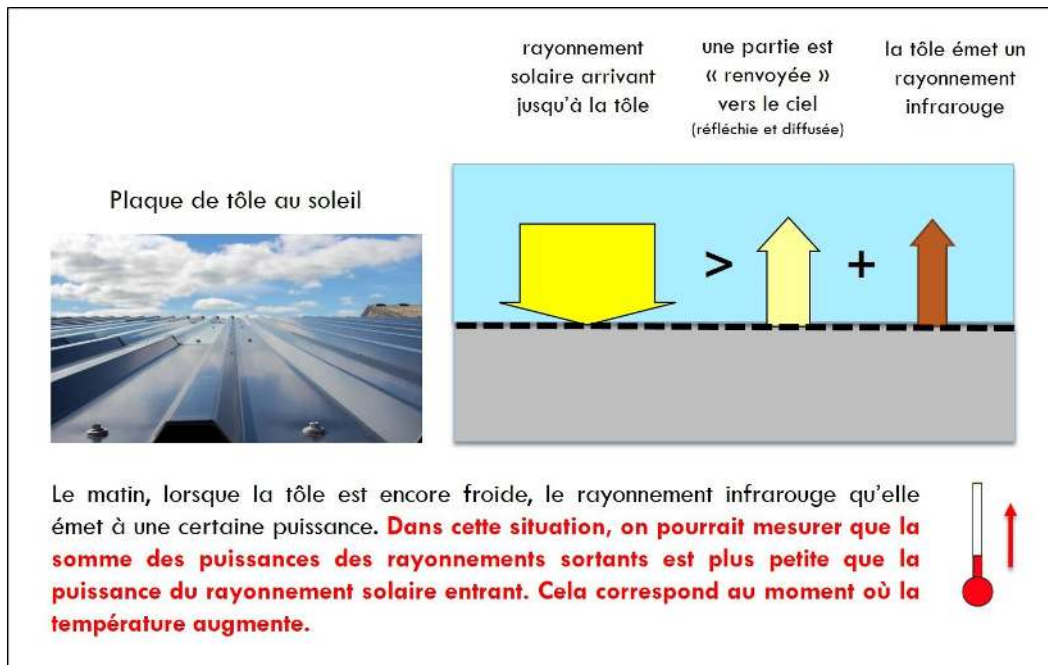 rayonnement
solaire arrivant
jusqu'à la tôle
une partie est
« renvoyée »
vers le ciel
(réfléchie et diffusée)
la tôle émet un
rayonnement
infrarouge
Plaque de tôle au soleil
>
+
Le matin, lorsque la tôle est encore froide, le rayonnement infrarouge qu'elle
émet à une certaine puissance. Dans cette situation, on pourrait mesurer que la
somme des puissances des rayonnements sortants est plus petite que la
puissance du rayonnement solaire entrant. Cela correspond au moment où la
température augmente.